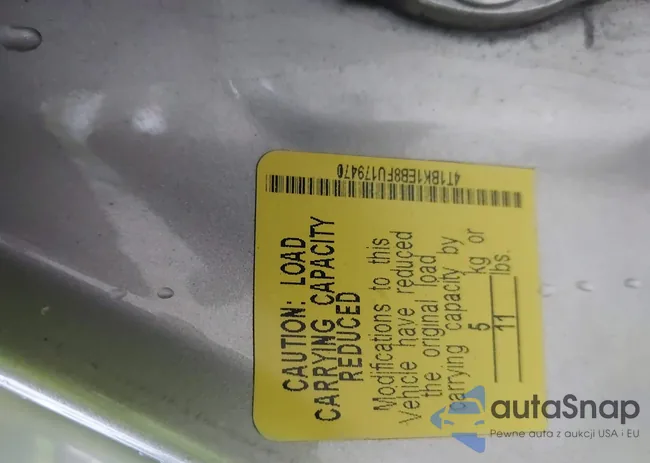 4T1BK1EB8FU179470
CAUTION: LOAD
CARRYING CAPACITY
REDUCED
Modifications to this
Vehicle have reduced
the original load
carrying capacity by
5 kg or
11 lbs.
autaSnap
Pewne auta z aukcji USA i EU